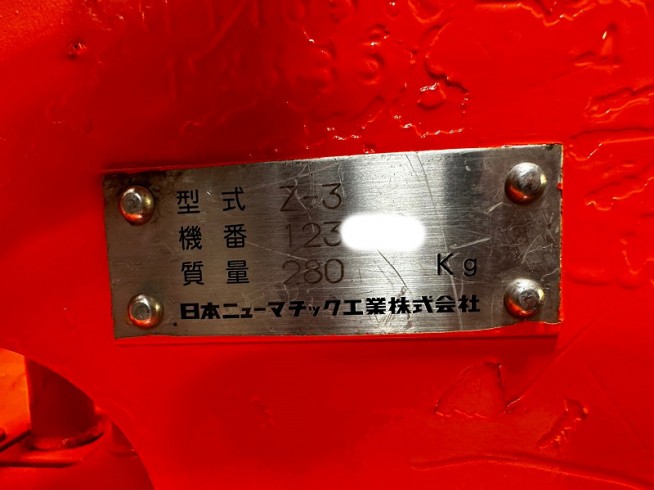 型式 Z-3
機番 123
質量 280 Kg
日本ニューマチック工業株式会社